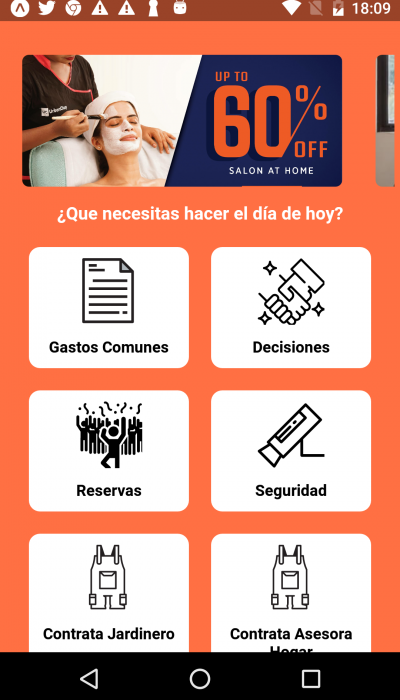 18:09
UP TO
60%
OFF
SALON AT HOME
¿Que necesitas hacer el día de hoy?
Gastos Comunes
Decisiones
Reservas
Seguridad
Contrata Jardinero
Contrata Asesora
Hogar